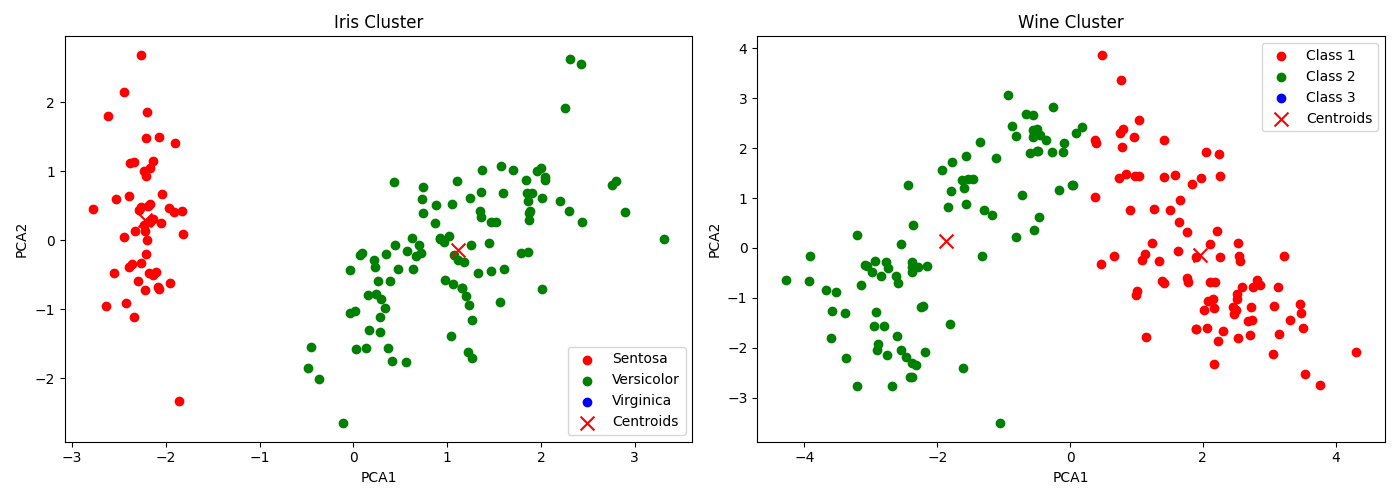 Iris Cluster
PCA2
2
1
0
−1
−2
−3
−2
−1
0
1
2
3
PCA1
Sentosa
Versicolor
Virginica
Centroids
Wine Cluster
PCA2
4
3
2
1
0
−1
−2
−3
−4
−2
0
2
4
PCA1
Class 1
Class 2
Class 3
Centroids